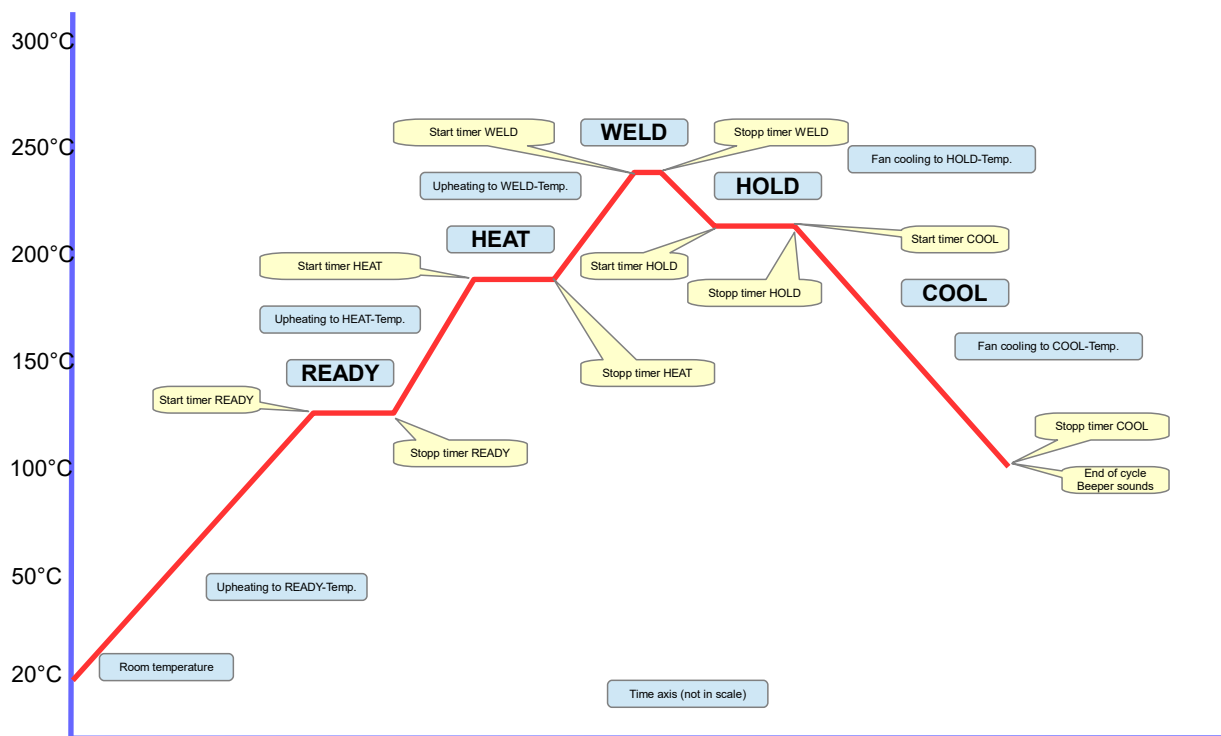 300°C
Start timer WELD
WELD
Stopp timer WELD
250°C
Fan cooling to HOLD-Temp.
Upheating to WELD-Temp.
HOLD
HEAT
Start timer COOL
200°C
Start timer HEAT
Start timer HOLD
Stopp timer HOLD
COOL
Upheating to HEAT-Temp.
Fan cooling to COOL-Temp.
150°C
READY
Stopp timer HEAT
Start timer READY
Stopp timer COOL
Stopp timer READY
100°C
End of cycle
Beeper sounds
50°C
Upheating to READY-Temp.
Room temperature
20°C
Time axis (not in scale)